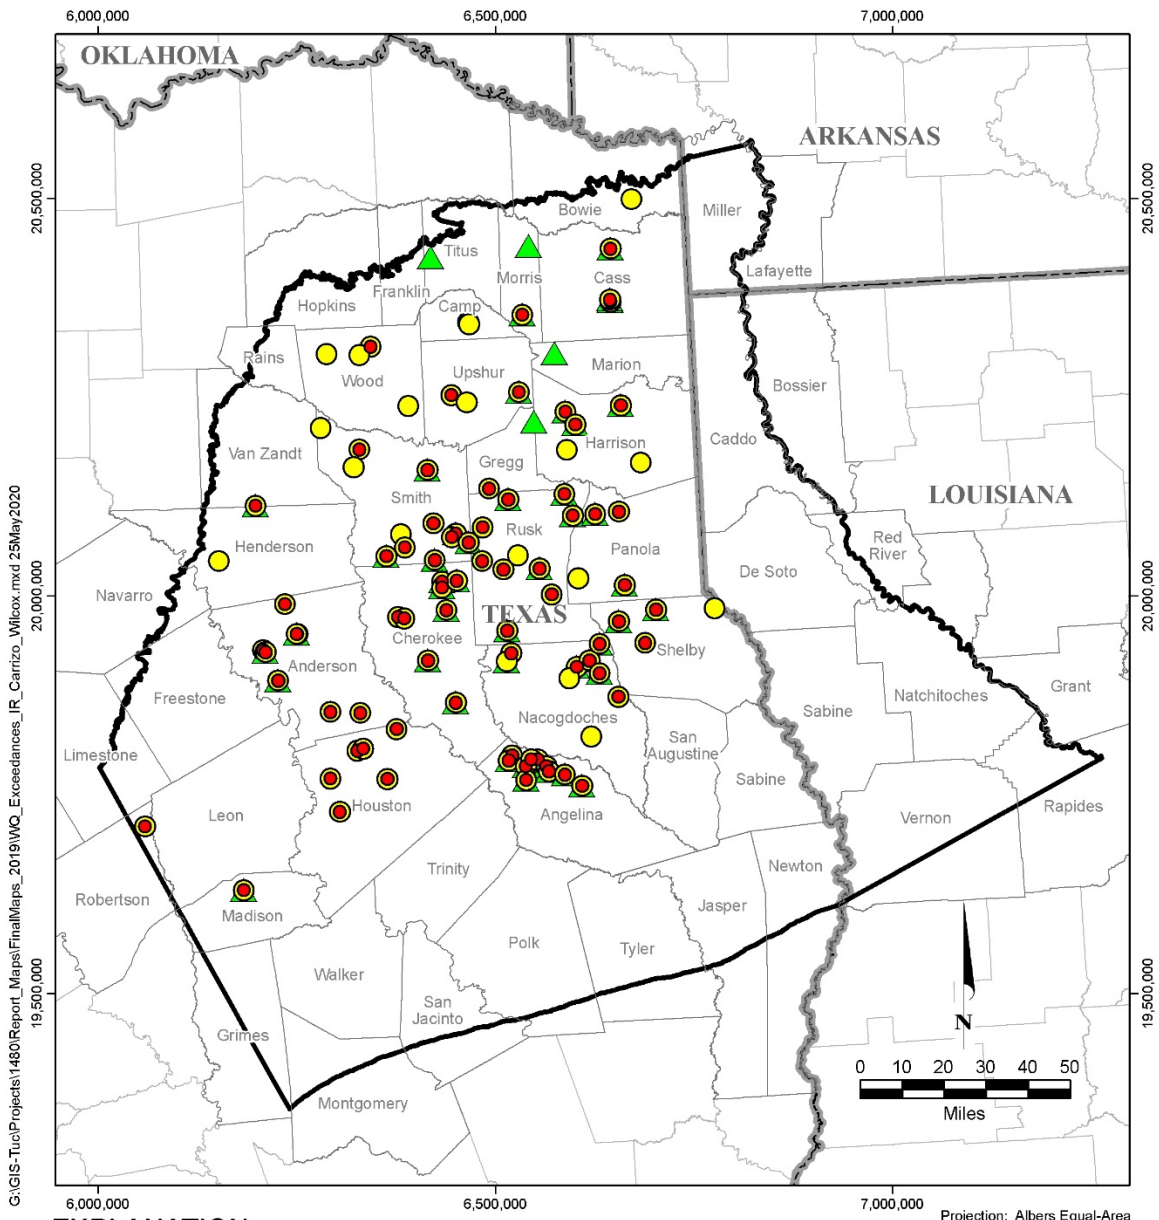 6,000,000
6,500,000
7,000,000
OKLAHOMA
ARKANSAS
20,500,000
20,500,000
Bowie
Miller
Titus
Lafayette
Morris
Cass
Franklin
Hopkins
Camp
Rains
Marion
Wood
Upshur
Bossier
Caddo
Harrison
Van Zandt
Gregg
LOUISIANA
Smith
Rusk
Red
River
Henderson
Panola
De Soto
20,000,000
20,000,000
Navarro
TEXAS
Cherokee
Shelby
Anderson
Grant
Natchitoches
Freestone
Sabine
Nacogdoches
San
Augustine
Limestone
Sabine
Houston
Rapides
Leon
Angelina
Vernon
Trinity
Newton
Robertson
Jasper
Madison
Polk
Tyler
Walker
19,500,000
19,500,000
San
Jacinto
N
Grimes
0 10 20 30 40 50
Miles
Montgomery
6,000,000
6,500,000
7,000,000
G:\GIS-Tuc\Projects\1480\Report_Maps\FinalMaps_2019\WQ_Exceedances_IR_Carrizo_Wilcox.mxd 25May2020
EXPLANATION
Projection: Albers Equal-Area